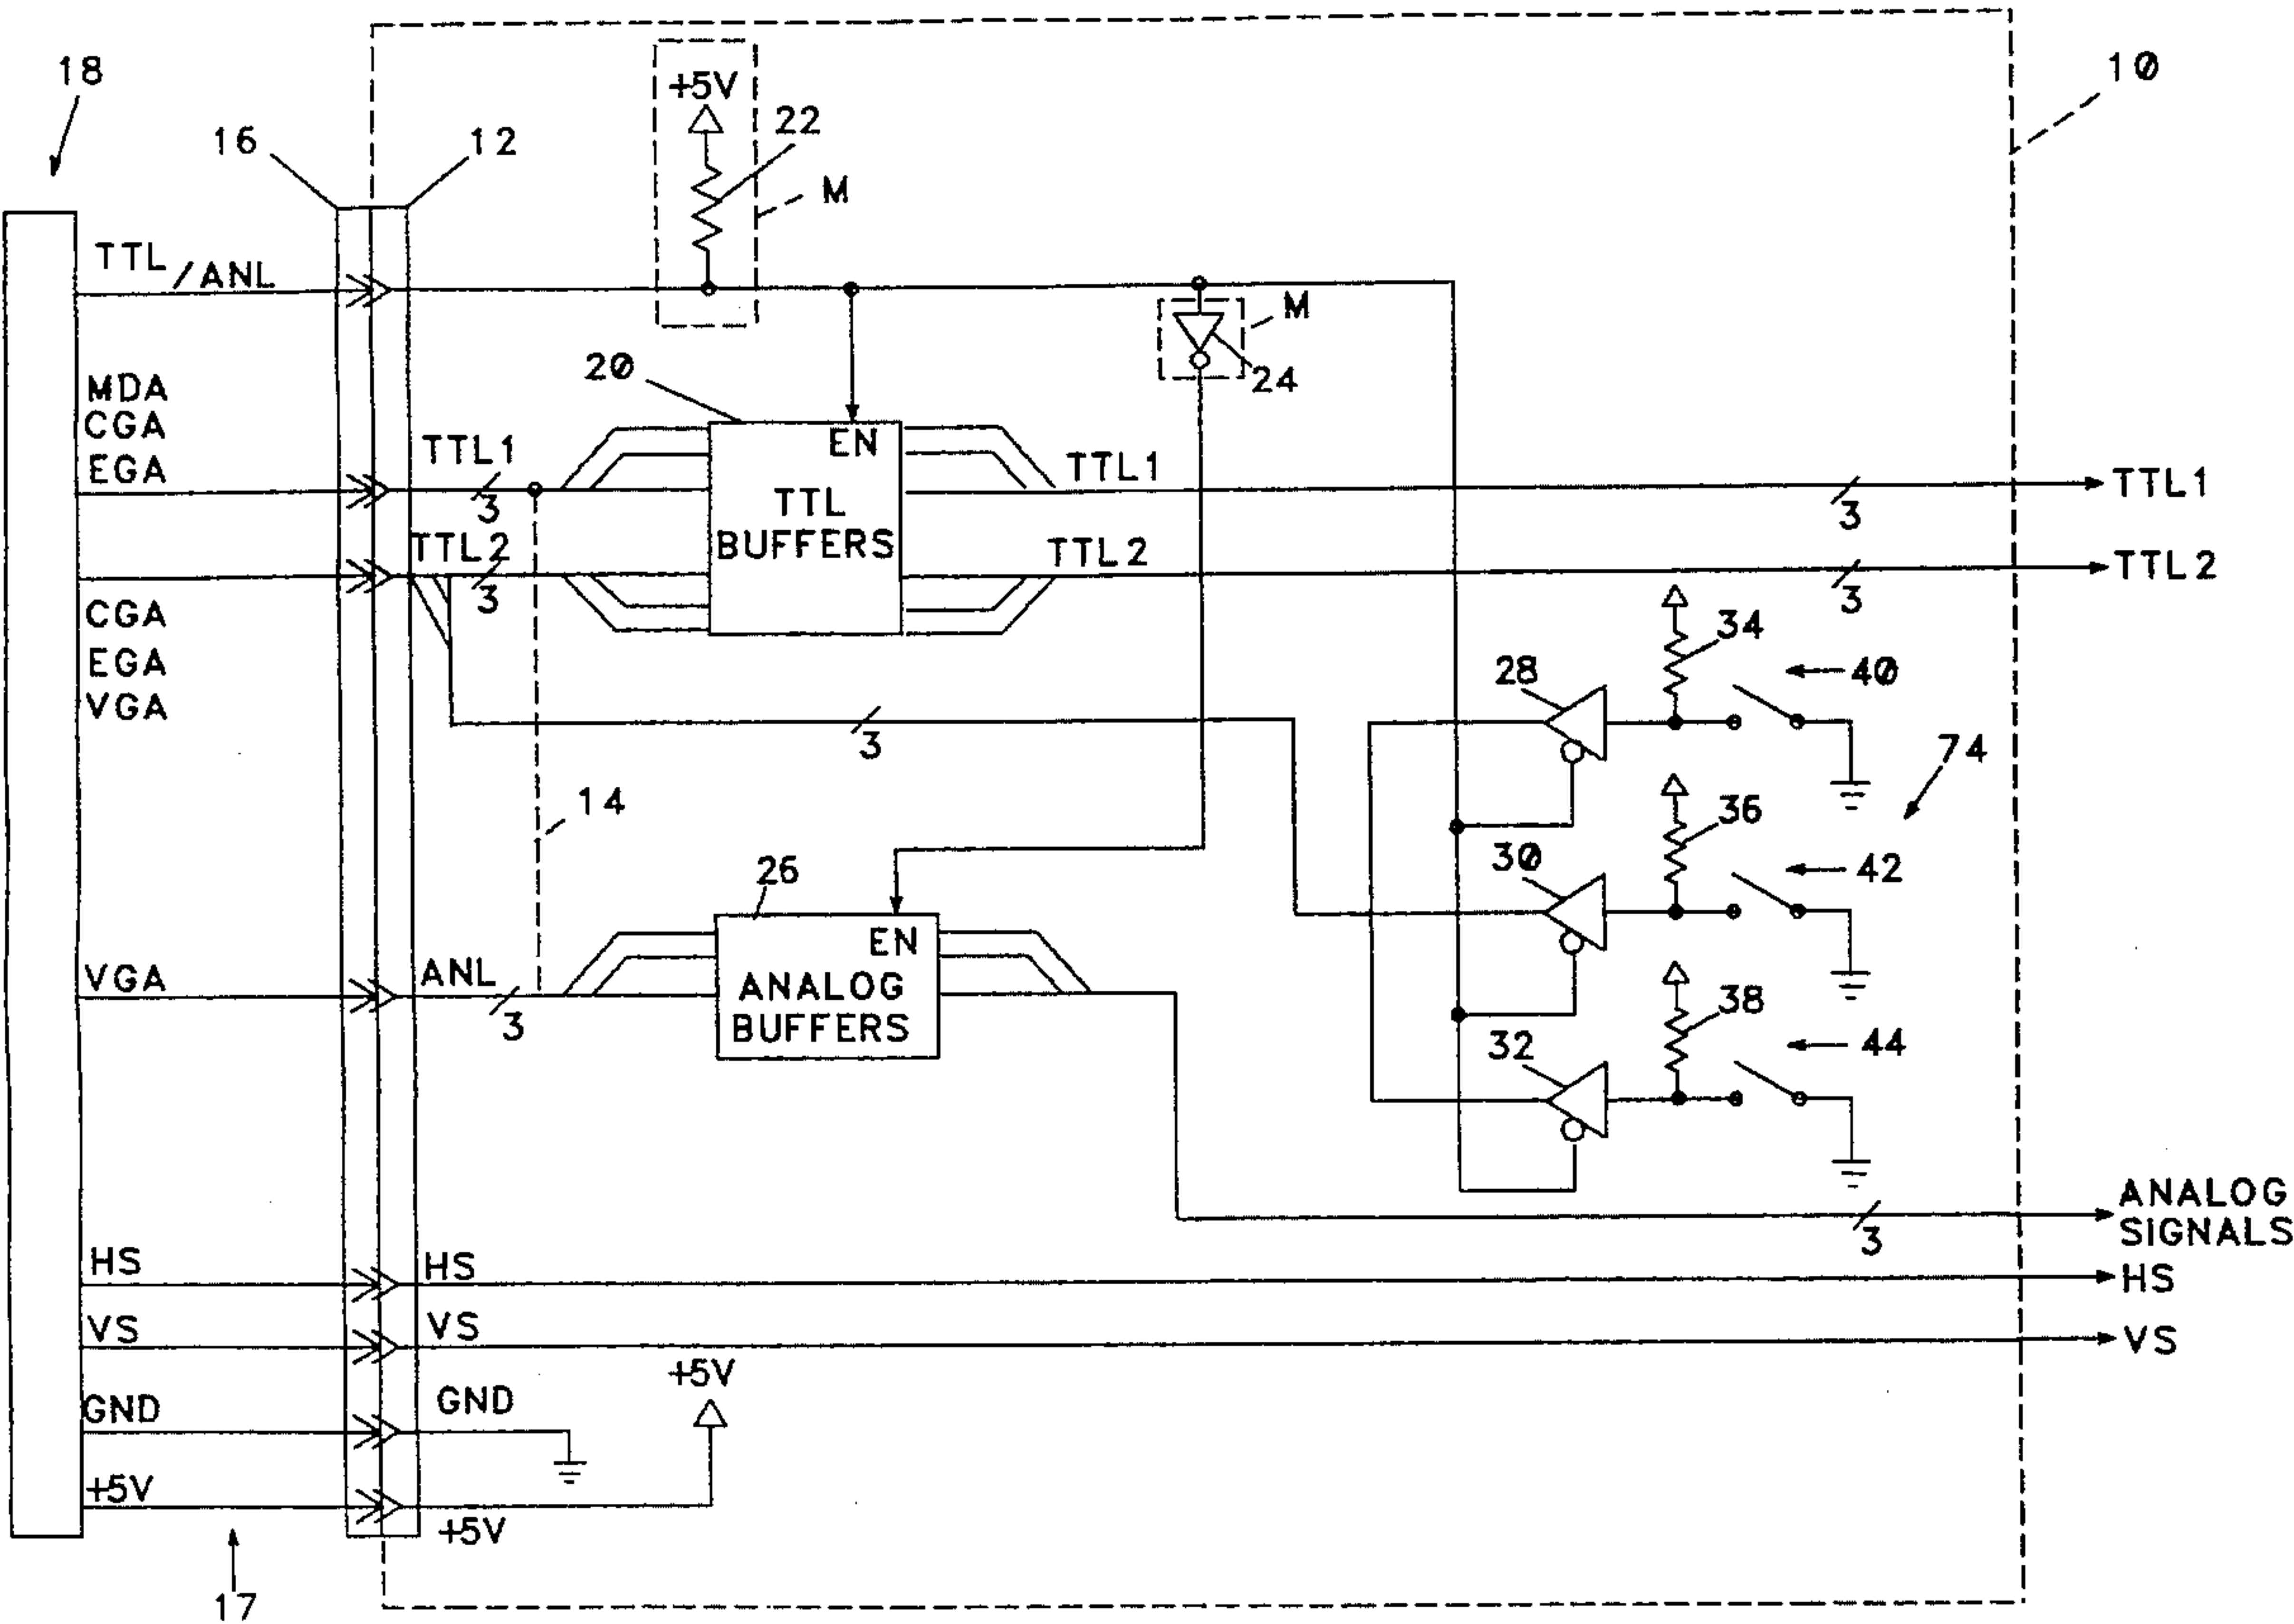 18
16
12
+5V
22
M
10
TTL
/ANL
M
24
MDA
CGA
EGA
20
TTL1
3
EN
TTL
BUFFERS
TTL1
3
TTL1
TTL2
3
TTL2
3
TTL2
CGA
EGA
VGA
3
14
28
34
40
74
30
36
42
32
38
44
26
EN
ANALOG
BUFFERS
VGA
ANL
3
3
ANALOG
SIGNALS
HS
HS
HS
VS
VS
VS
GND
GND
+5V
+5V
+5V
17